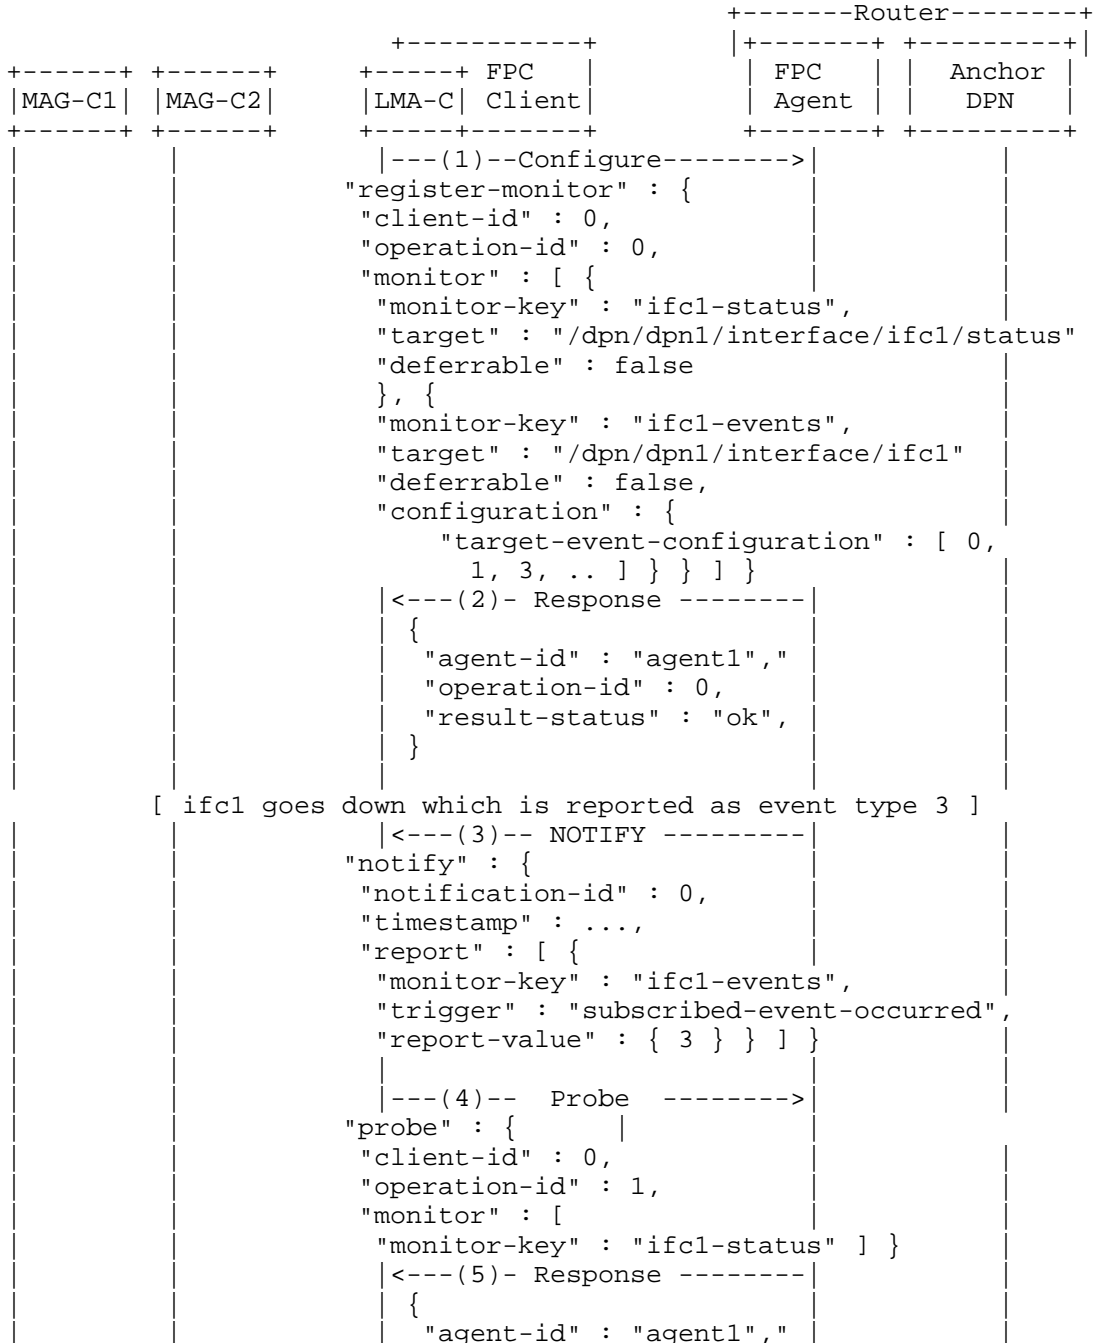 +-------Router--------+
                         +-----------+         |+-------+ +---------+|
+------+ +------+     +-----+ FPC   |          | FPC   | |  Anchor |
|MAG-C1| |MAG-C2|     |LMA-C| Client|          | Agent | |   DPN   |
+------+ +------+     +-----+-------+          +-------+ +---------+
|          |             |---(1)--Configure-------->|            |
|          |           "register-monitor" : {       |            |
|          |            "client-id" : 0,            |            |
|          |            "operation-id" : 0,         |            |
|          |            "monitor" : [ {             |            |
|          |             "monitor-key" : "ifc1-status",          |
|          |             "target" : "/dpn/dpn1/interface/ifc1/status"
|          |             "deferrable" : false                    |
|          |             }, {                                    |
|          |             "monitor-key" : "ifc1-events",          |
|          |             "target" : "/dpn/dpn1/interface/ifc1"   |
|          |             "deferrable" : false,                   |
|          |             "configuration" : {                     |
|          |                 "target-event-configuration" : [ 0,
|          |                   1, 3, .. ] } } ] }                |
|          |             |<---(2)- Response --------|            |
|          |             | {                        |            |
|          |             |  "agent-id" : "agent1"," |            |
|          |             |  "operation-id" : 0,     |            |
|          |             |  "result-status" : "ok", |            |
|          |             | }                        |            |
|          |             |                          |            |
         [ ifc1 goes down which is reported as event type 3 ]
|          |             |<---(3)-- NOTIFY ---------|            |
|          |           "notify" : {                 |            |
|          |            "notification-id" : 0,      |            |
|          |            "timestamp" : ...,          |            |
|          |            "report" : [ {              |            |
|          |             "monitor-key" : "ifc1-events",          |
|          |             "trigger" : "subscribed-event-occurred",
|          |             "report-value" : { 3 } } ] }            |
|          |             |                          |            |
|          |             |---(4)--  Probe  -------->|            |
|          |           "probe" : {      |           |
|          |            "client-id" : 0,            |            |
|          |            "operation-id" : 1,         |            |
|          |            "monitor" : [               |            |
|          |             "monitor-key" : "ifc1-status" ] }       |
|          |             |<---(5)- Response --------|            |
|          |             | {                        |            |
|          |             |  "agent-id" : "agent1"," |            |